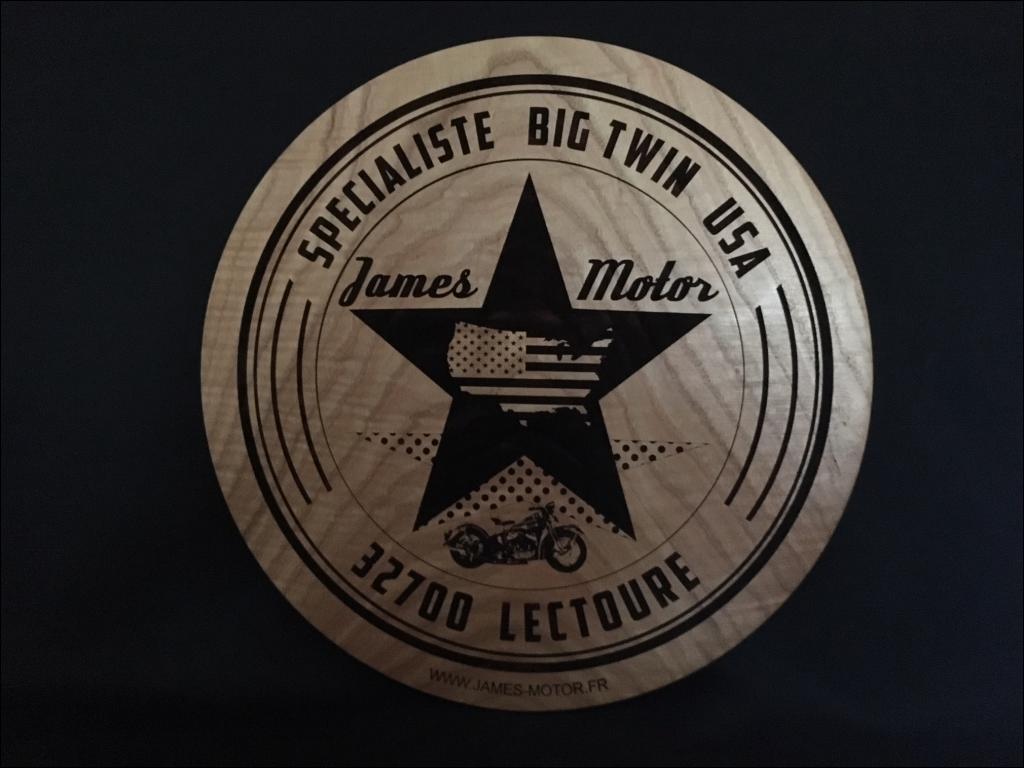 SPECIALISTE BIG TWIN USA
James Motor
32700 LECTOURE
WWW.JAMES-MOTOR.FR